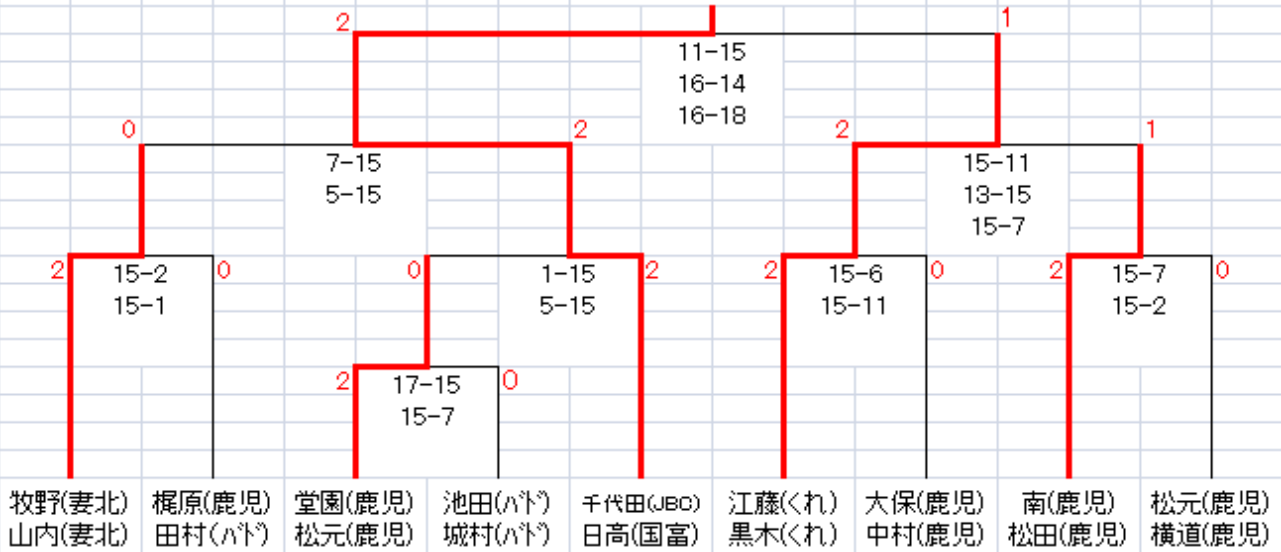 2 1
11-15
16-14
16-18
0 2 2 1
7-15 15-11
5-15 13-15
15-7
2 15-2 0 0 1-15 2 2 15-6 0 2 15-7 0
15-1 5-15 15-11 15-2
2 17-15 0
15-7
牧野(妻北) 梶原(鹿児) 堂園(鹿児) 池田(バド) 千代田(JBC) 江藤(くれ) 大保(鹿児) 南(鹿児) 松元(鹿児)
山内(妻北) 田村(バド) 松元(鹿児) 城村(バド) 日高(国富) 黒木(くれ) 中村(鹿児) 松田(鹿児) 横道(鹿児)